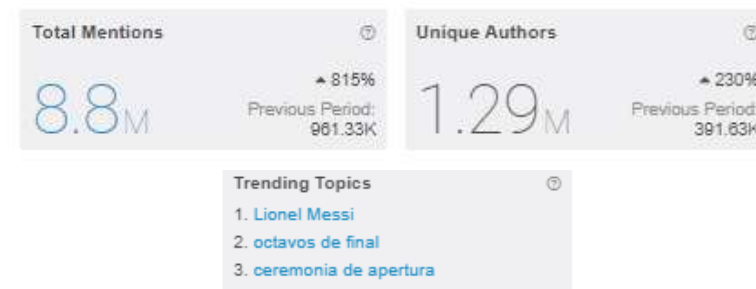 Total Mentions
8.8M
▲ 815%
Previous Period:
961.33K
Unique Authors
1.29M
▲ 230%
Previous Period:
391.63K
Trending Topics
1. Lionel Messi
2. octavos de final
3. ceremonia de apertura